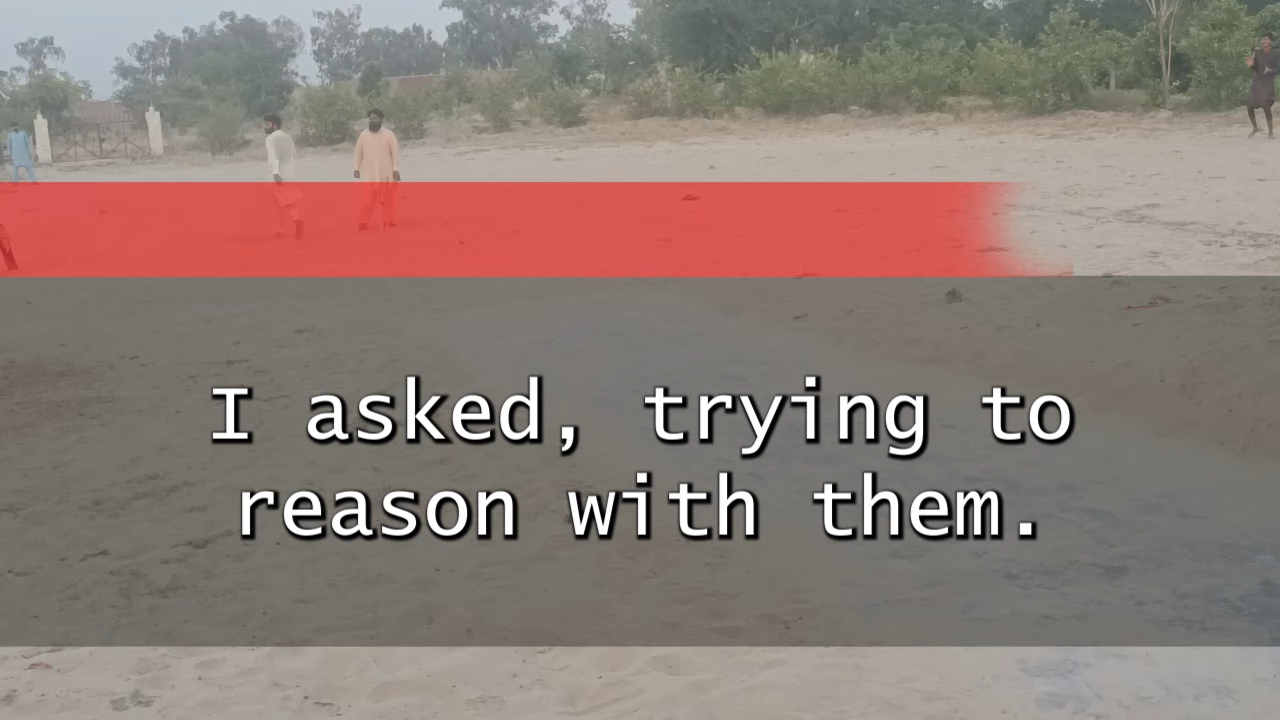 I asked, trying to
reason with them.